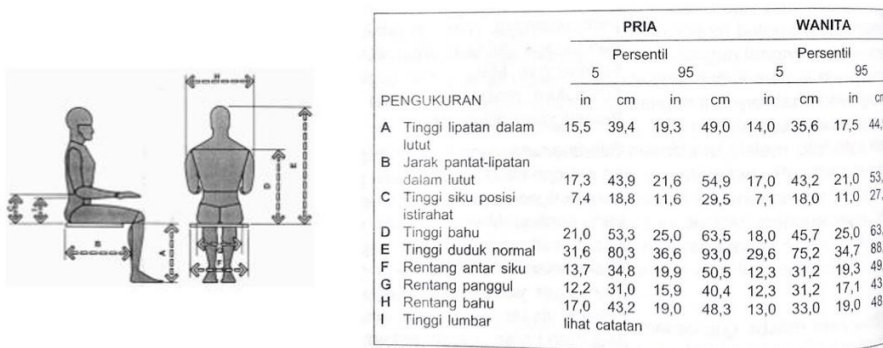 H
D
E
B
A
G
F
PRIA WANITA
Persentil Persentil
5 95 5 95
PENGUKURAN in cm in cm in cm in
A Tinggi lipatan dalam 15,5 39,4 19,3 49,0 14,0 35,6 17,5 44,
lutut
B Jarak pantat-lipatan
dalam lutut 17,3 43,9 21,6 54,9 17,0 43,2 21,0 53,
C Tinggi siku posisi 7,4 18,8 11,6 29,5 7,1 18,0 11,0 27,
istirahat
D Tinggi bahu 21,0 53,3 25,0 63,5 18,0 45,7 25,0 63,
E Tinggi duduk normal 31,6 80,3 36,6 93,0 29,6 75,2 34,7 88,
F Rentang antar siku 13,7 34,8 19,9 50,5 12,3 31,2 19,3 49,
G Rentang panggul 12,2 31,0 15,9 40,4 12,3 31,2 17,1 43,
H Rentang bahu 17,0 43,2 19,0 48,3 13,0 33,0 19,0 48,
I Tinggi lumbar lihat catatan